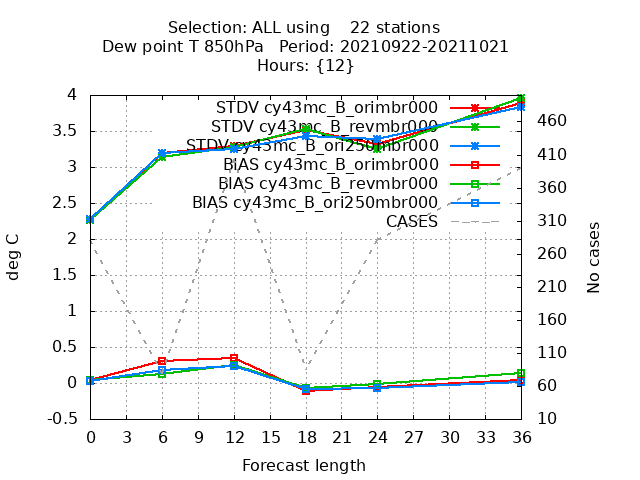 Selection: ALL using 22 stations
Dew point T 850hPa Period: 20210922-20211021
Hours: {12}
STDV cy43mc_B_orimbr000
STDV cy43mc_B_revmbr000
STDV cy43mc_B_ori250mbr000
BIAS cy43mc_B_orimbr000
BIAS cy43mc_B_revmbr000
BIAS cy43mc_B_ori250mbr000
CASES
4
3.5
3
2.5
2
1.5
1
0.5
0
-0.5
deg C
460
410
360
310
260
210
160
110
60
10
No cases
0 3 6 9 12 15 18 21 24 27 30 33 36
Forecast length